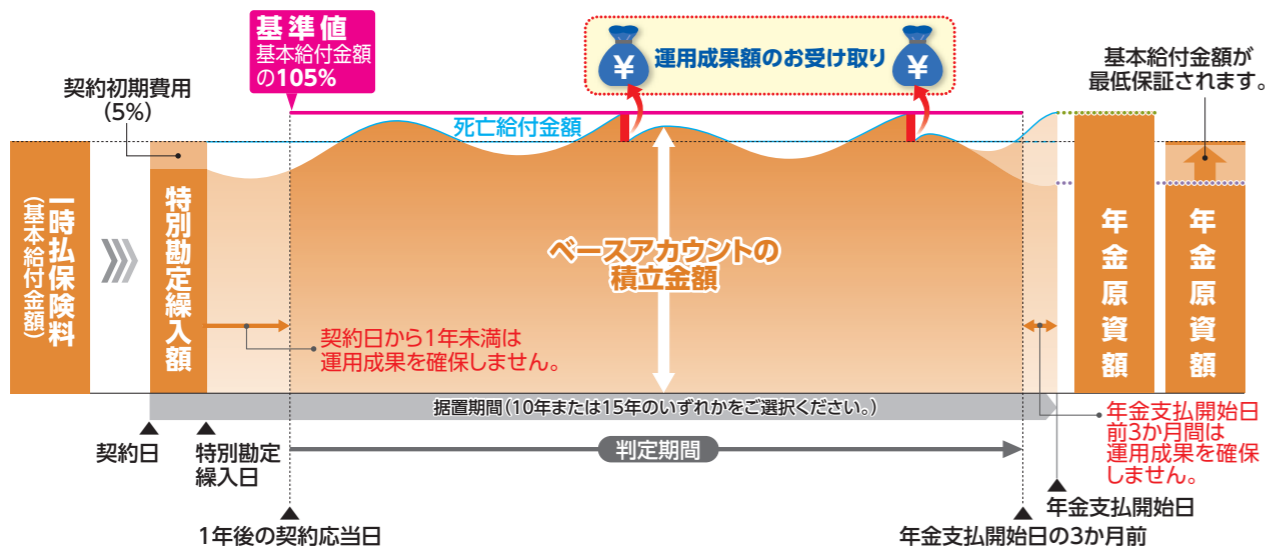 基準値
基本給付金額
の105%
運用成果額のお受け取り
¥
¥
基本給付金額が
最低保証されます。
契約初期費用
(5%)
死亡給付金額
一時払保険料
(基本給付金額)
特別勘定繰入額
ベースアカウントの
積立金額
年金原資額
年金原資額
契約日から1年未満は
運用成果を確保しません。
据置期間(10年または15年のいずれかをご選択ください。)
年金支払開始日
前3か月間は
運用成果を確保
しません。
契約日
特別勘定
繰入日
判定期間
年金支払開始日
1年後の契約応当日
年金支払開始日の3か月前